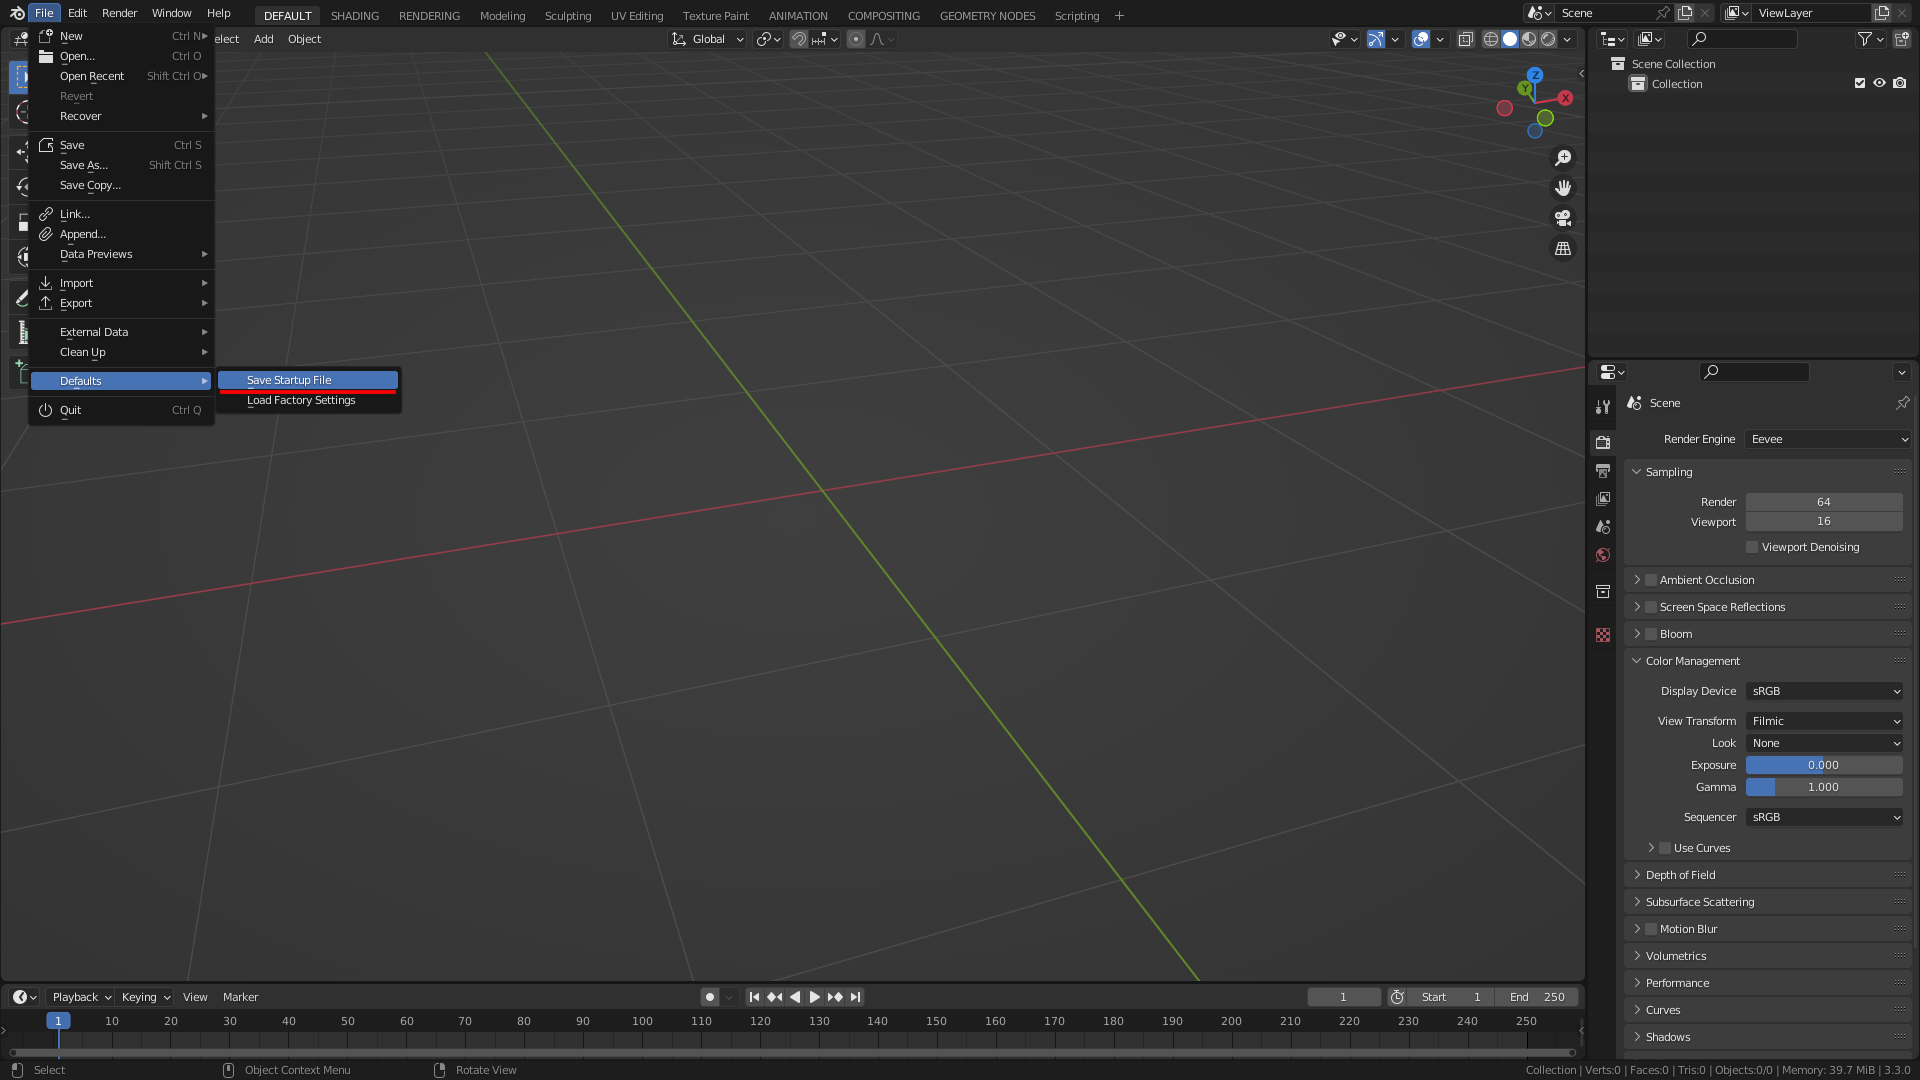 File Edit Render Window Help DEFAULT SHADING RENDERING Modeling Sculpting UV Editing Texture Paint ANIMATION COMPOSITING GEOMETRY NODES Scripting + Scene ViewLayer
elect Add Object Global
New Ctrl N
Open... Ctrl O
Open Recent Shift Ctrl O
Revert
Recover
Save Ctrl S
Save As... Shift Ctrl S
Save Copy...
Link...
Append...
Data Previews
Import
Export
External Data
Clean Up
Defaults
Quit Ctrl Q
Save Startup File
Load Factory Settings
Z
Y
X
Scene Collection
Collection
Scene
Render Engine Eevee
Sampling
Render 64
Viewport 16
Viewport Denoising
Ambient Occlusion
Screen Space Reflections
Bloom
Color Management
Display Device sRGB
View Transform Filmic
Look None
Exposure 0.000
Gamma 1.000
Sequencer sRGB
Use Curves
Depth of Field
Subsurface Scattering
Motion Blur
Volumetrics
Performance
Curves
Shadows
Playback Keying View Marker 1 Start 1 End 250
1 10 20 30 40 50 60 70 80 90 100 110 120 130 140 150 160 170 180 190 200 210 220 230 240 250
Select Object Context Menu Rotate View Collection | Verts:0 | Faces:0 | Tris:0 | Objects:0/0 | Memory: 39.7 MiB | 3.3.0